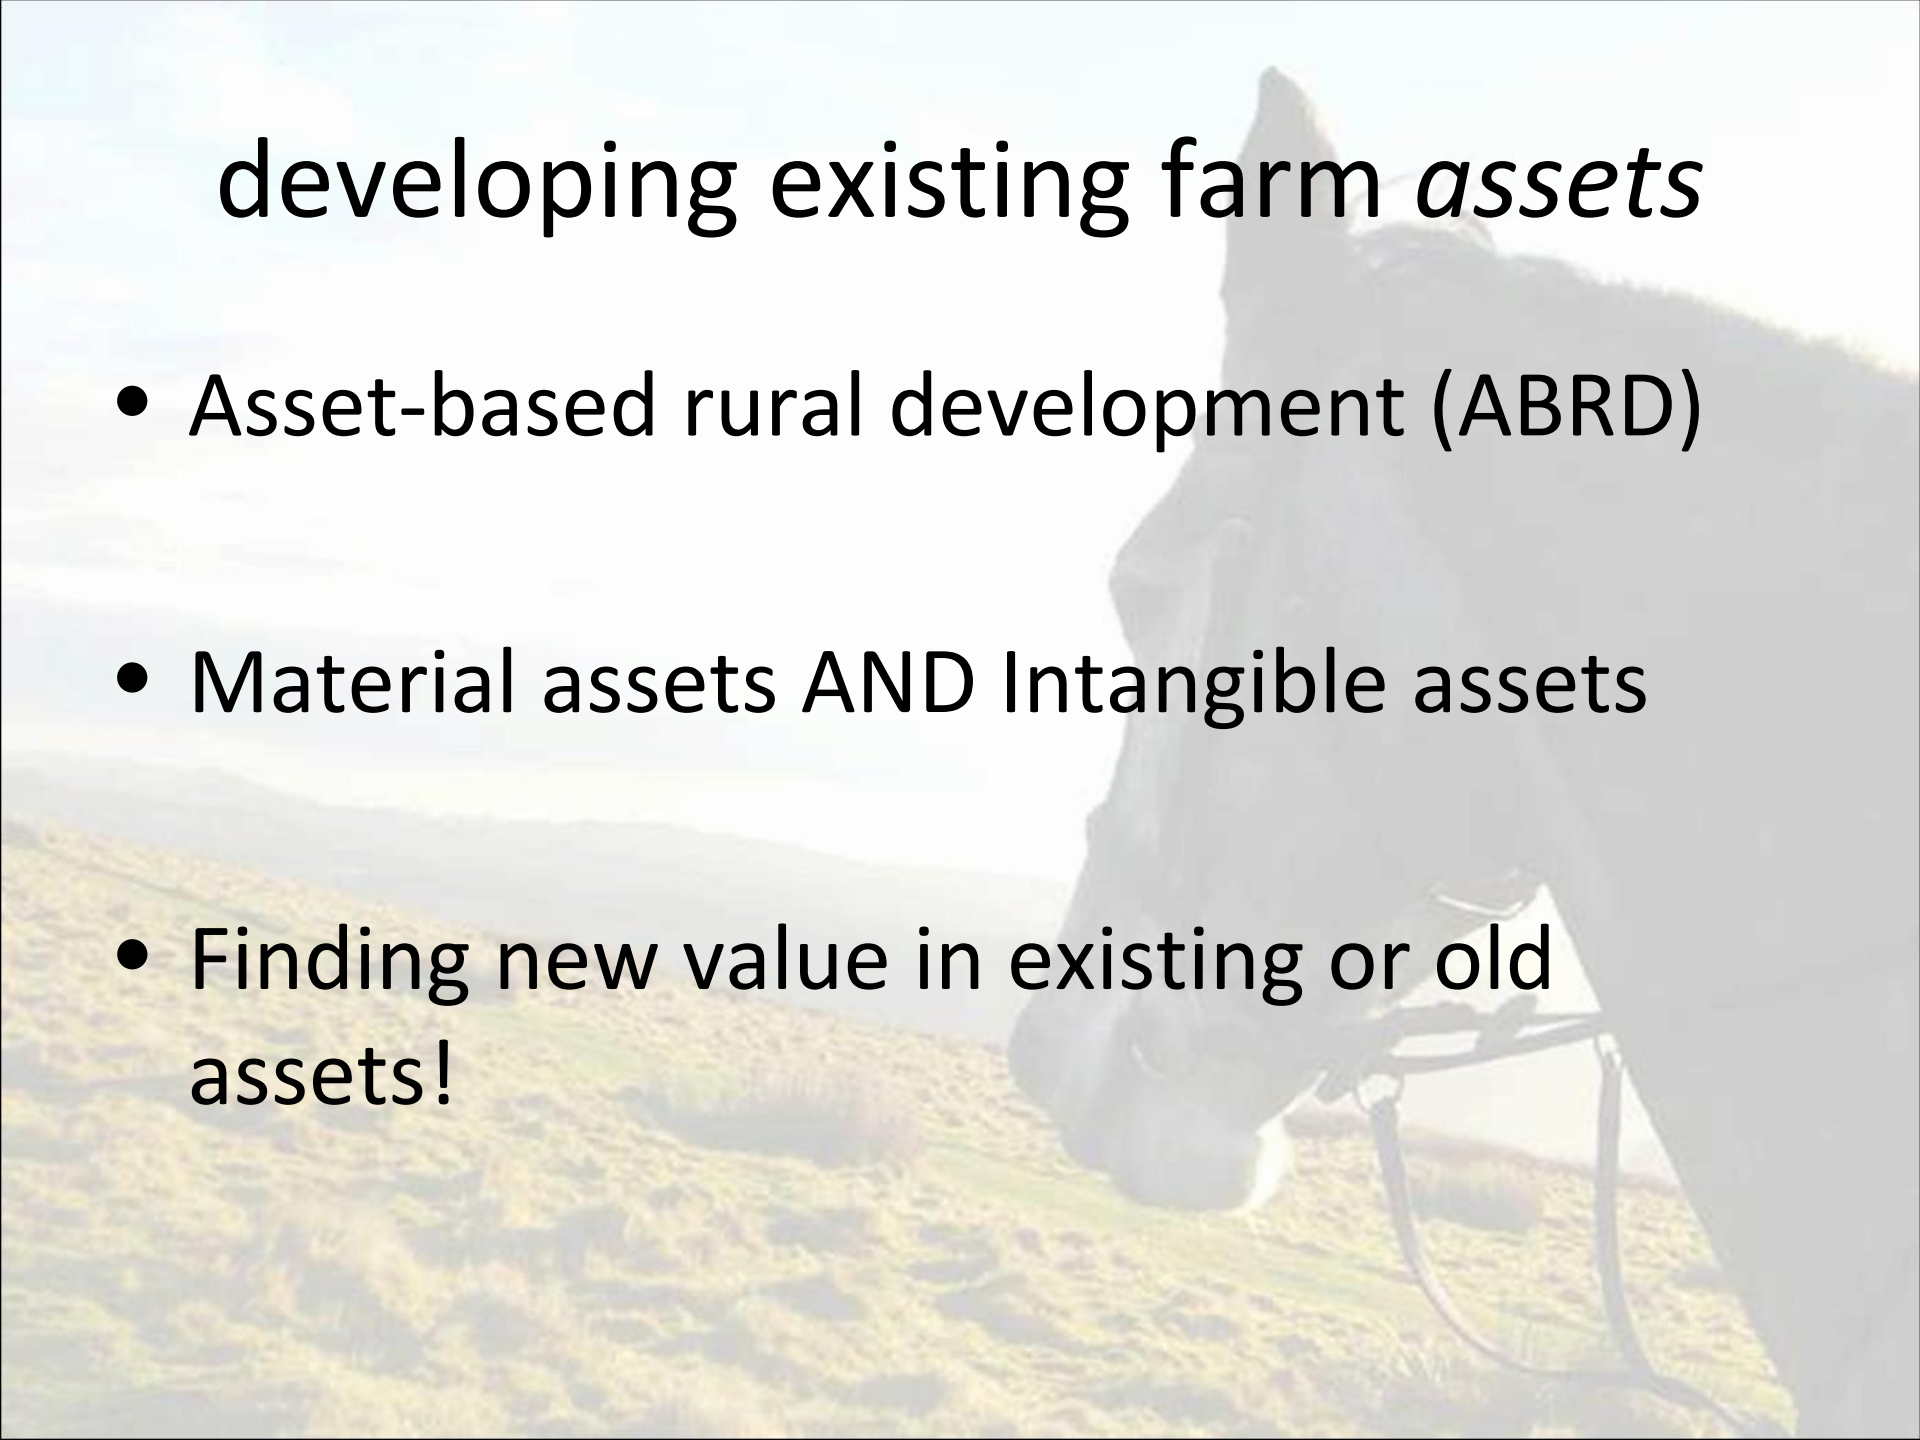 developing existing farm assets
• Asset-based rural development (ABRD)
• Material assets AND Intangible assets
• Finding new value in existing or old
assets!